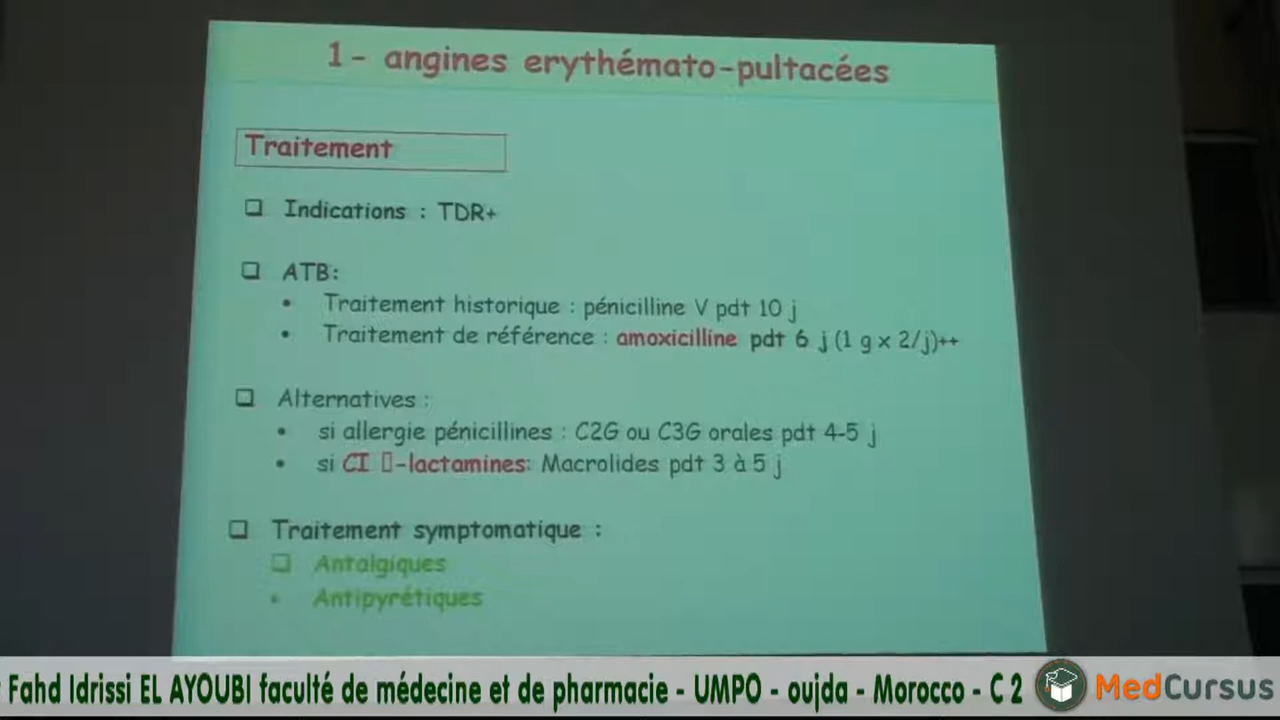 1 - angines erythémato-pultacées
Traitement
❑ Indications : TDR+
❑ ATB:
• Traitement historique : pénicilline V pdt 10 j
• Traitement de référence : amoxicilline pdt 6 j (1 g x 2/j)++
❑ Alternatives :
• si allergie pénicillines : C2G ou C3G orales pdt 4-5 j
• si CI ▯-lactamines: Macrolides pdt 3 à 5 j
❑ Traitement symptomatique :
❑ Antalgiques
• Antipyrétiques
Fahd Idrissi EL AYOUBI faculté de médecine et de pharmacie - UMPO - oujda - Morocco - C 2
MedCursus